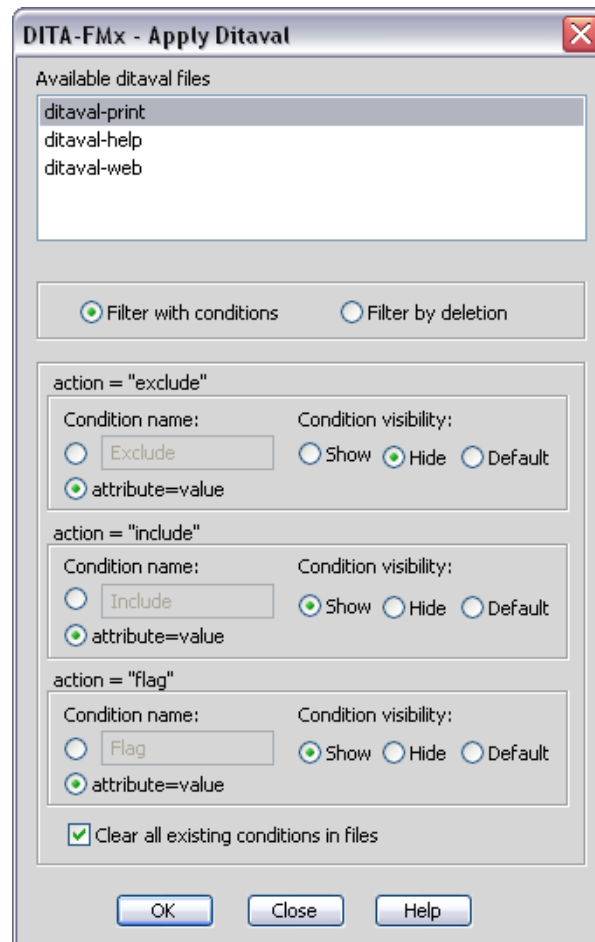 DITA-FMx - Apply Ditaval
Available ditaval files
ditaval-print
ditaval-help
ditaval-web
Filter with conditions Filter by deletion
action = "exclude"
Condition name: Condition visibility:
Exclude Show Hide Default
attribute=value
action = "include"
Condition name: Condition visibility:
Include Show Hide Default
attribute=value
action = "flag"
Condition name: Condition visibility:
Flag Show Hide Default
attribute=value
Clear all existing conditions in files
OK Close Help